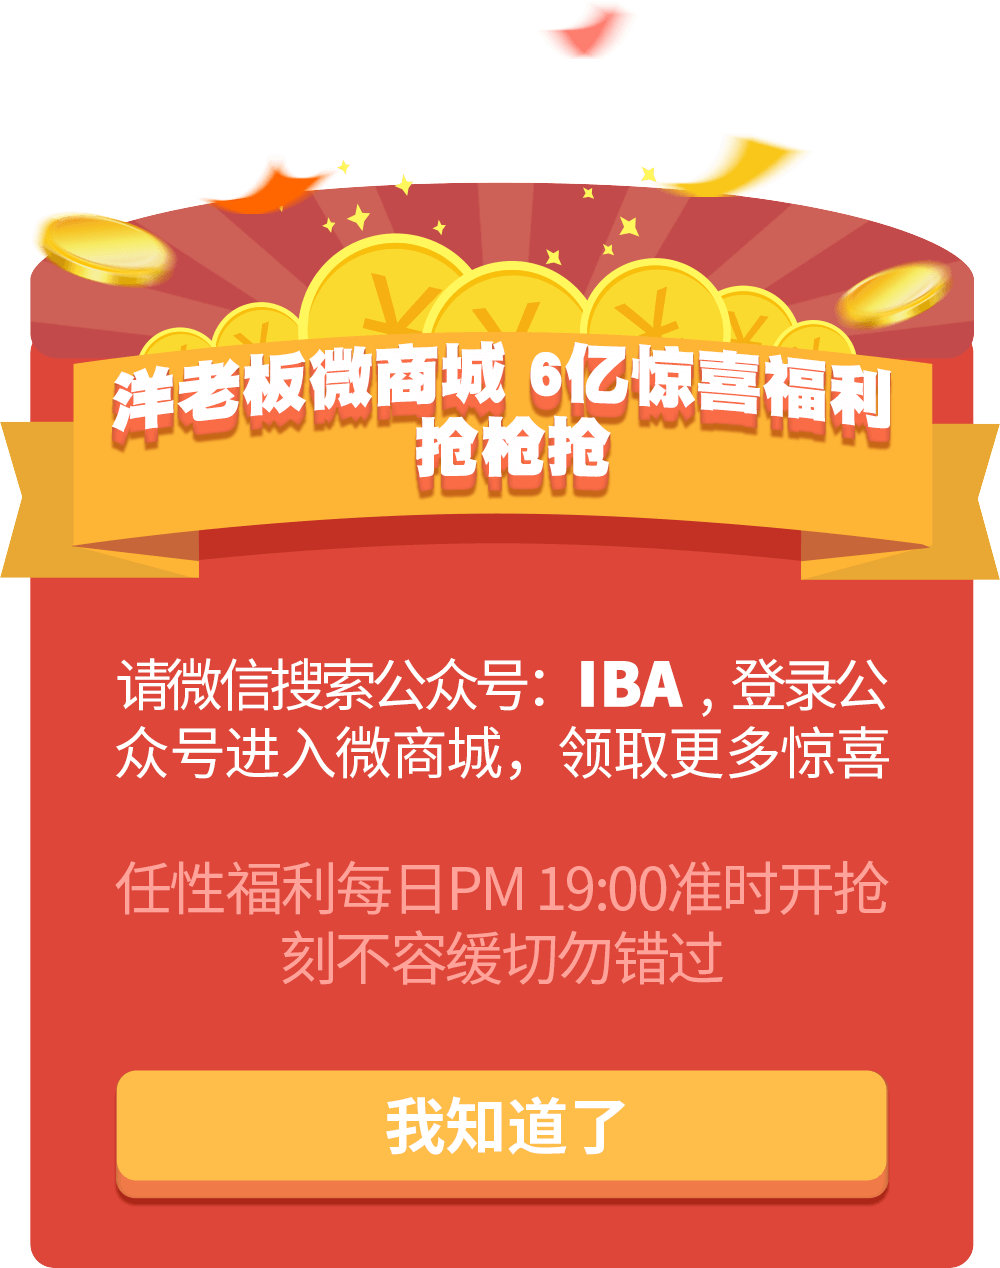 洋老板微商城 6亿惊喜福利
抢枪抢
请微信搜索公众号：IBA，登录公
众号进入微商城，领取更多惊喜
任性福利每日PM 19:00准时开抢
刻不容缓切勿错过
我知道了